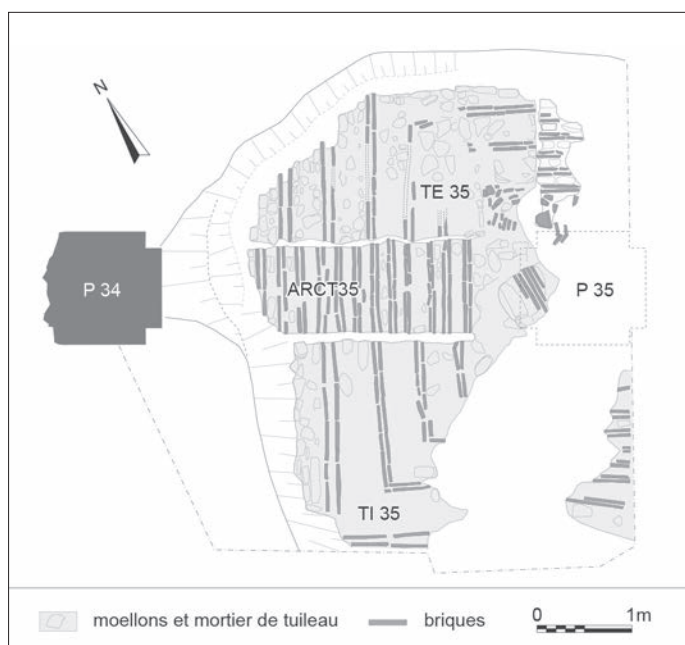 N
TE 35
P 34
ARCT35
P 35
TI 35
moellons et mortier de tuileau
briques
0 1m